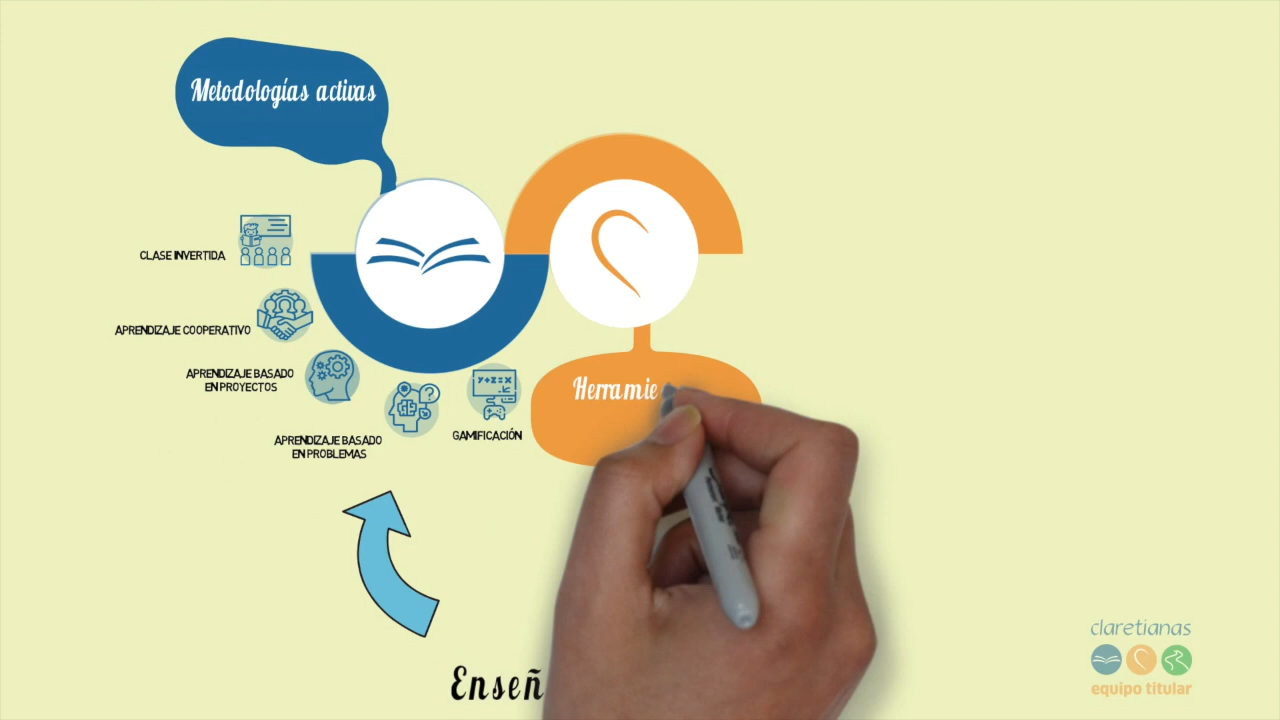 Metodologías activas
CLASE INVERTIDA
APRENDIZAJE COOPERATIVO
APRENDIZAJE BASADO
EN PROYECTOS
APRENDIZAJE BASADO
EN PROBLEMAS
GAMIFICACIÓN
Y+Z=X
Herramie
Enseñ
claretianas
equipo titular